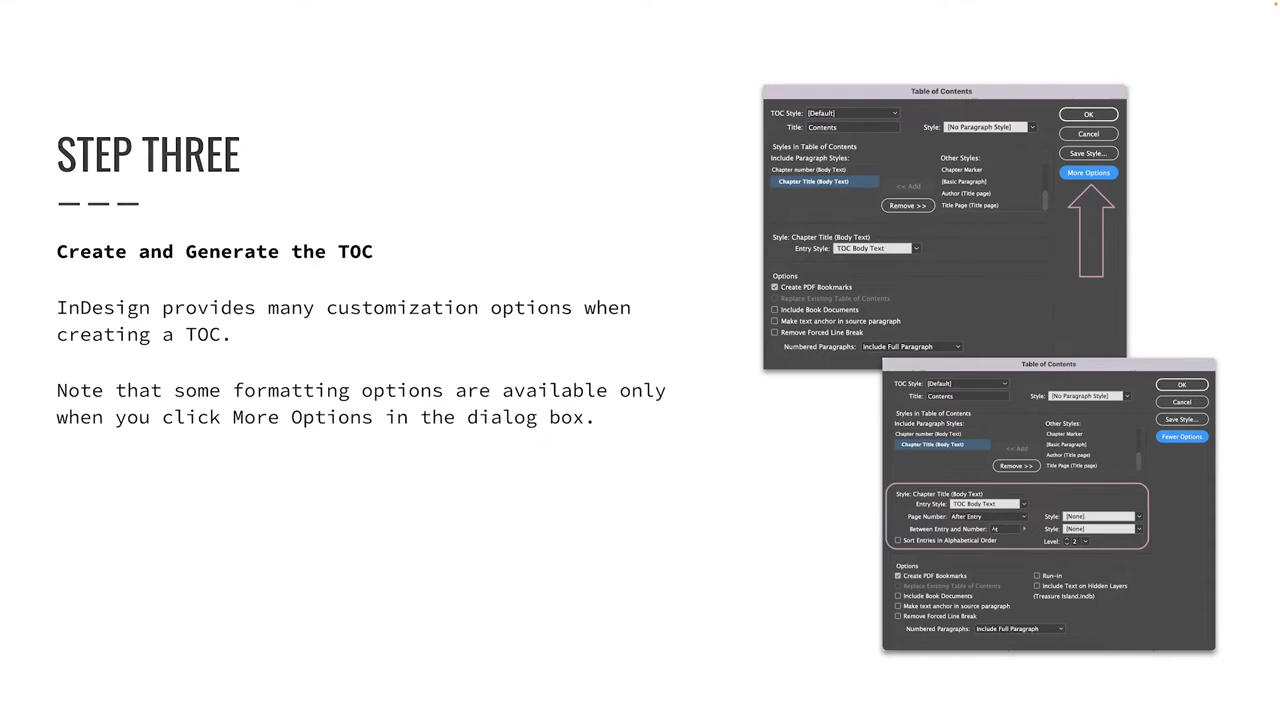 STEP THREE
Create and Generate the TOC
InDesign provides many customization options when
creating a TOC.
Note that some formatting options are available only
when you click More Options in the dialog box.
Table of Contents
TOC Style: [Default]
OK
Title: Contents
Style: [No Paragraph Style]
Cancel
Styles in Table of Contents
Save Style...
Include Paragraph Styles:
Other Styles:
Chapter number (Body Text)
Chapter Marker
More Options
Chapter Title (Body Text)
[Basic Paragraph]
<< Add
Author (Title page)
Remove >>
Title Page (Title page)
Style: Chapter Title (Body Text)
Entry Style: TOC Body Text
Options
Create PDF Bookmarks
Replace Existing Table of Contents
Include Book Documents
Make text anchor in source paragraph
Remove Forced Line Break
Numbered Paragraphs: Include Full Paragraph
Table of Contents
TOC Style: [Default]
OK
Title: Contents
Style: [No Paragraph Style]
Cancel
Styles in Table of Contents
Save Style...
Include Paragraph Styles:
Other Styles:
Chapter number (Body Text)
Chapter Marker
Fewer Options
Chapter Title (Body Text)
[Basic Paragraph]
<< Add
Author (Title page)
Remove >>
Title Page (Title page)
Style: Chapter Title (Body Text)
Entry Style: TOC Body Text
Page Number: After Entry
Style: [None]
Between Entry and Number: ^t
Style: [None]
Sort Entries in Alphabetical Order
Level: 2
Options
Create PDF Bookmarks
Run-in
Replace Existing Table of Contents
Include Text on Hidden Layers
Include Book Documents
(Treasure Island.indb)
Make text anchor in source paragraph
Remove Forced Line Break
Numbered Paragraphs: Include Full Paragraph